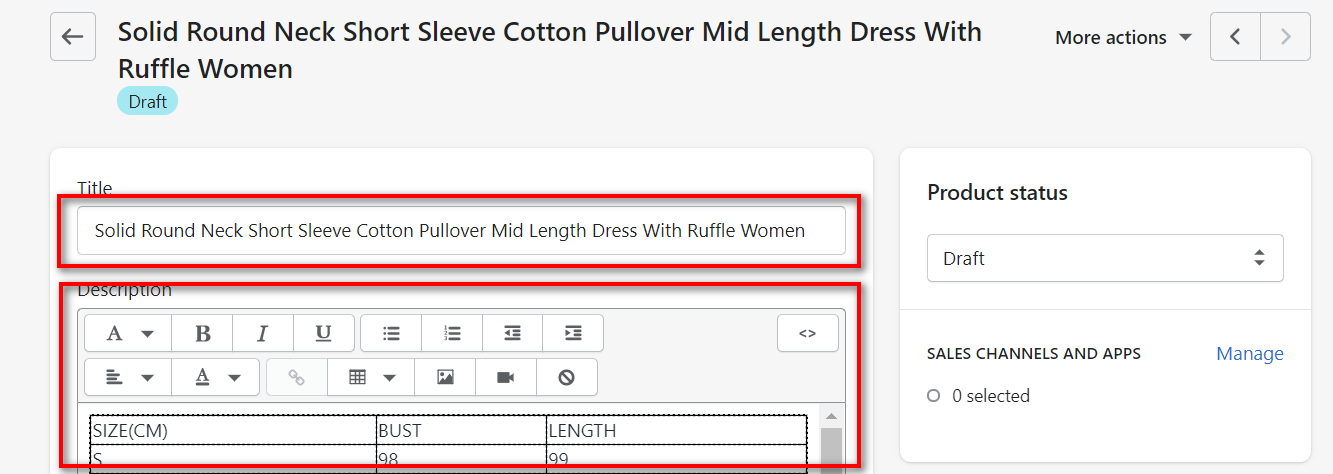 Solid Round Neck Short Sleeve Cotton Pullover Mid Length Dress With
Ruffle Women
Draft
More actions
Title
Solid Round Neck Short Sleeve Cotton Pullover Mid Length Dress With Ruffle Women
Description
A B I U <>
A
SIZE(CM) BUST LENGTH
S 98 99
Product status
Draft
SALES CHANNELS AND APPS Manage
0 selected